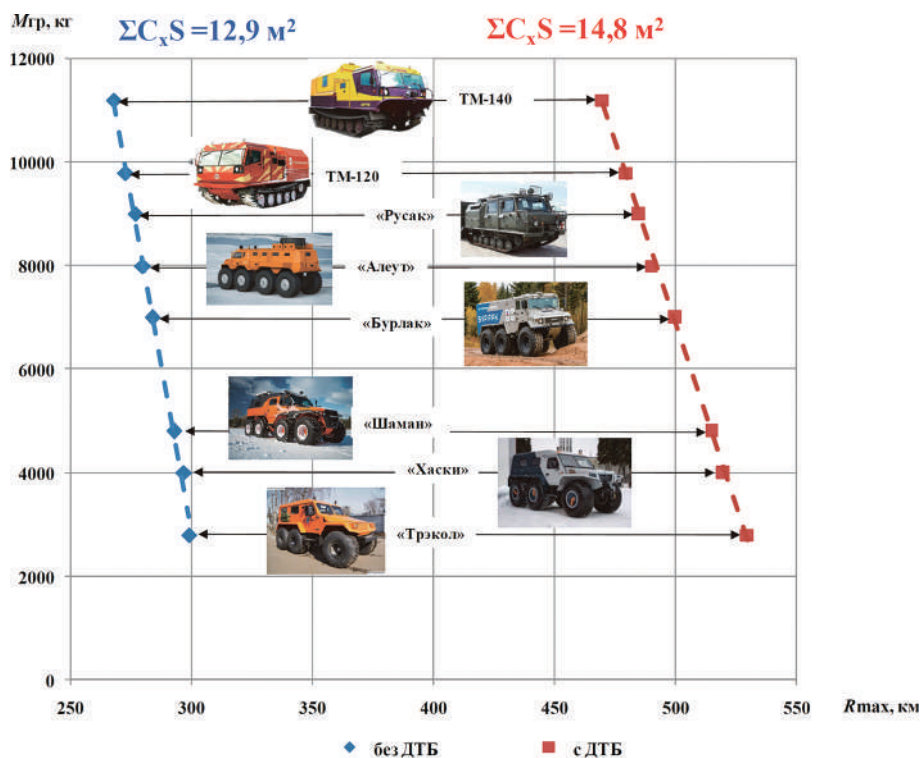 Mгр, кг
ΣCₓS =12,9 м²
ΣCₓS =14,8 м²
12000
ТМ-140
10000
ТМ-120
«Русак»
8000
«Алеут»
«Бурлак»
6000
«Шаман»
4000
«Хаски»
«Трэкол»
2000
0
250 300 350 400 450 500 550 Rmax, км
без ДТБ с ДТБ